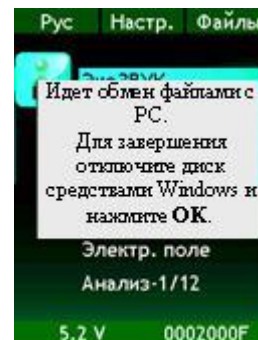 Рус Настр. Файлы
ЭкоЗВУК
Идет обмен файлами с
PC.
Для завершения
отключите диск
средствами Windows и
нажмите OK.
Электр. поле
Анализ-1/12
5.2 V 0002000F